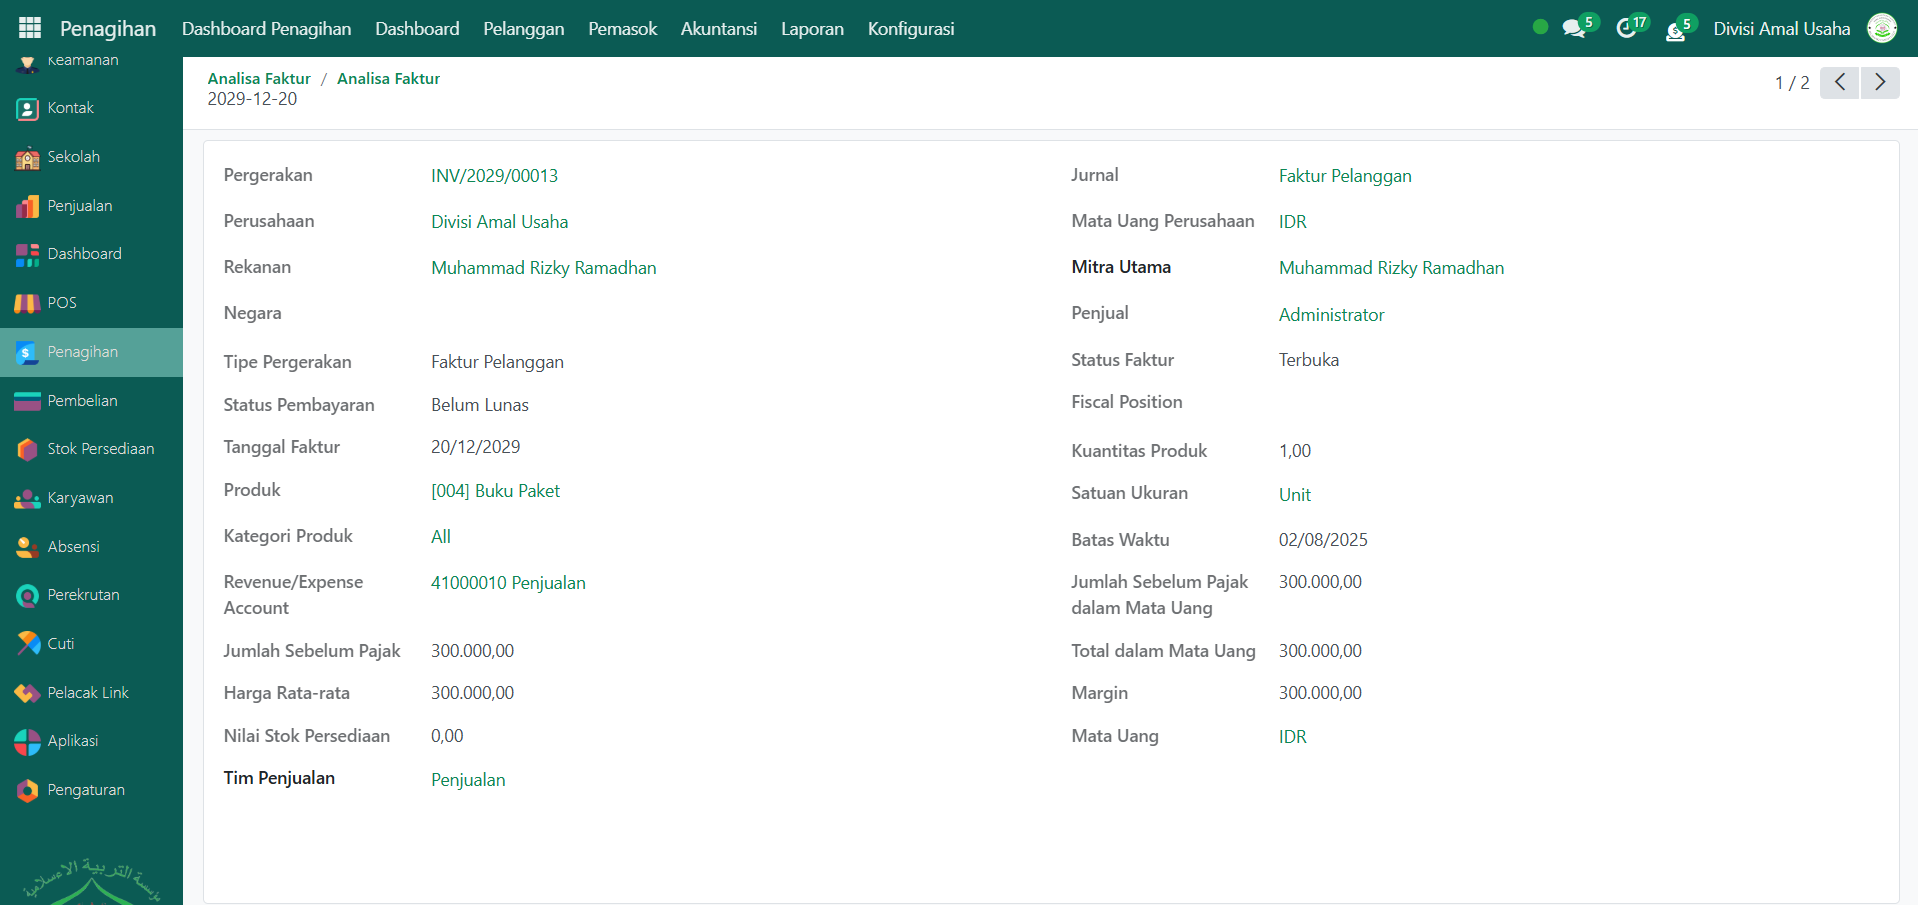 Penagihan Dashboard Penagihan Dashboard Pelanggan Pemasok Akuntansi Laporan Konfigurasi 5 17 5 Divisi Amal Usaha
Keamanan
Kontak
Sekolah
Penjualan
Dashboard
POS
Penagihan
Pembelian
Stok Persediaan
Karyawan
Absensi
Perekrutan
Cuti
Pelacak Link
Aplikasi
Pengaturan
مؤسسة التربية الإسلامية
Analisa Faktur / Analisa Faktur
2029-12-20
1 / 2
Pergerakan INV/2029/00013
Perusahaan Divisi Amal Usaha
Rekanan Muhammad Rizky Ramadhan
Negara
Tipe Pergerakan Faktur Pelanggan
Status Pembayaran Belum Lunas
Tanggal Faktur 20/12/2029
Produk [004] Buku Paket
Kategori Produk All
Revenue/Expense Account 41000010 Penjualan
Jumlah Sebelum Pajak 300.000,00
Harga Rata-rata 300.000,00
Nilai Stok Persediaan 0,00
Tim Penjualan Penjualan
Jurnal Faktur Pelanggan
Mata Uang Perusahaan IDR
Mitra Utama Muhammad Rizky Ramadhan
Penjual Administrator
Status Faktur Terbuka
Fiscal Position
Kuantitas Produk 1,00
Satuan Ukuran Unit
Batas Waktu 02/08/2025
Jumlah Sebelum Pajak dalam Mata Uang 300.000,00
Total dalam Mata Uang 300.000,00
Margin 300.000,00
Mata Uang IDR